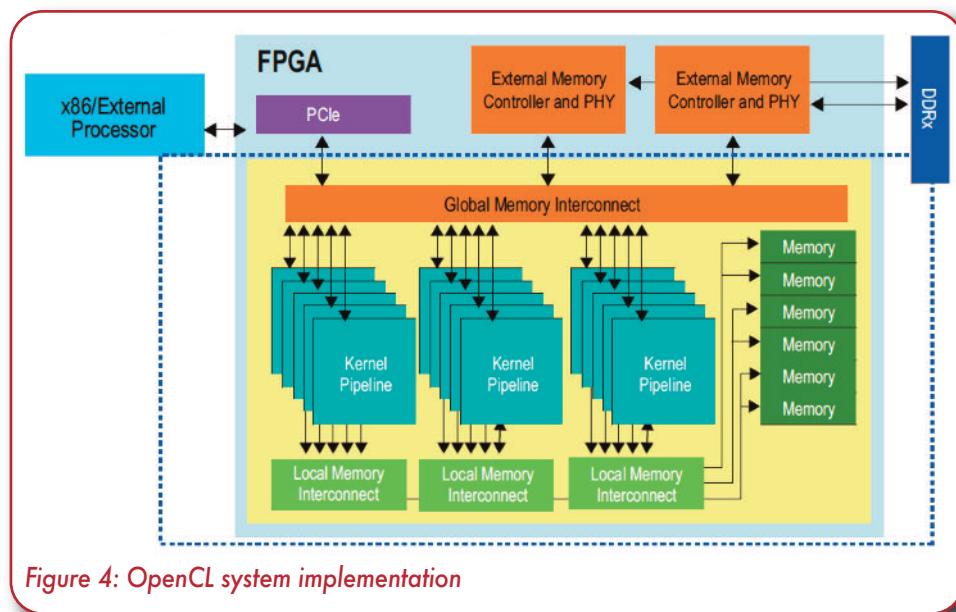 FPGA
x86/External
Processor
PCIe
External Memory
Controller and PHY
External Memory
Controller and PHY
DDRx
Global Memory Interconnect
Kernel
Pipeline
Kernel
Pipeline
Kernel
Pipeline
Memory
Memory
Memory
Memory
Memory
Memory
Local Memory
Interconnect
Local Memory
Interconnect
Local Memory
Interconnect
Figure 4: OpenCL system implementation